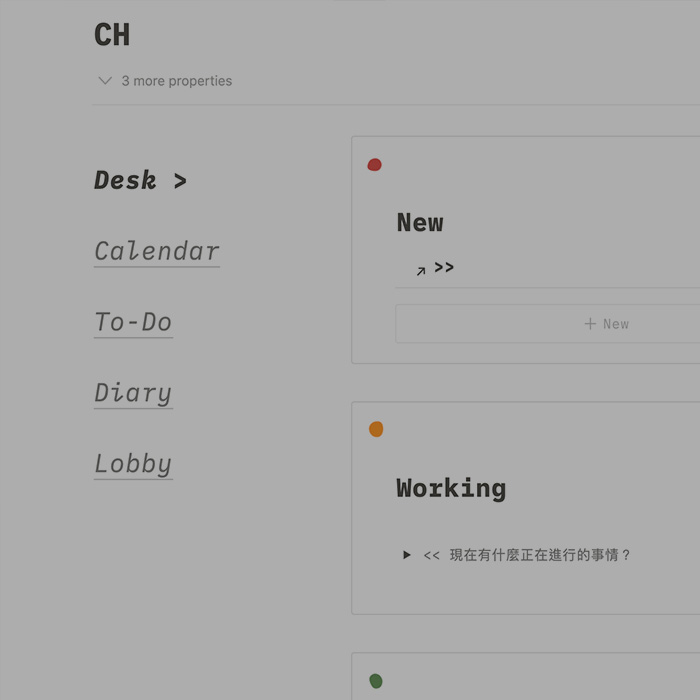 CH
3 more properties
Desk >
Calendar
To-Do
Diary
Lobby
New
↗ >>
+ New
Working
▶ << 現在有什麼正在進行的事情？